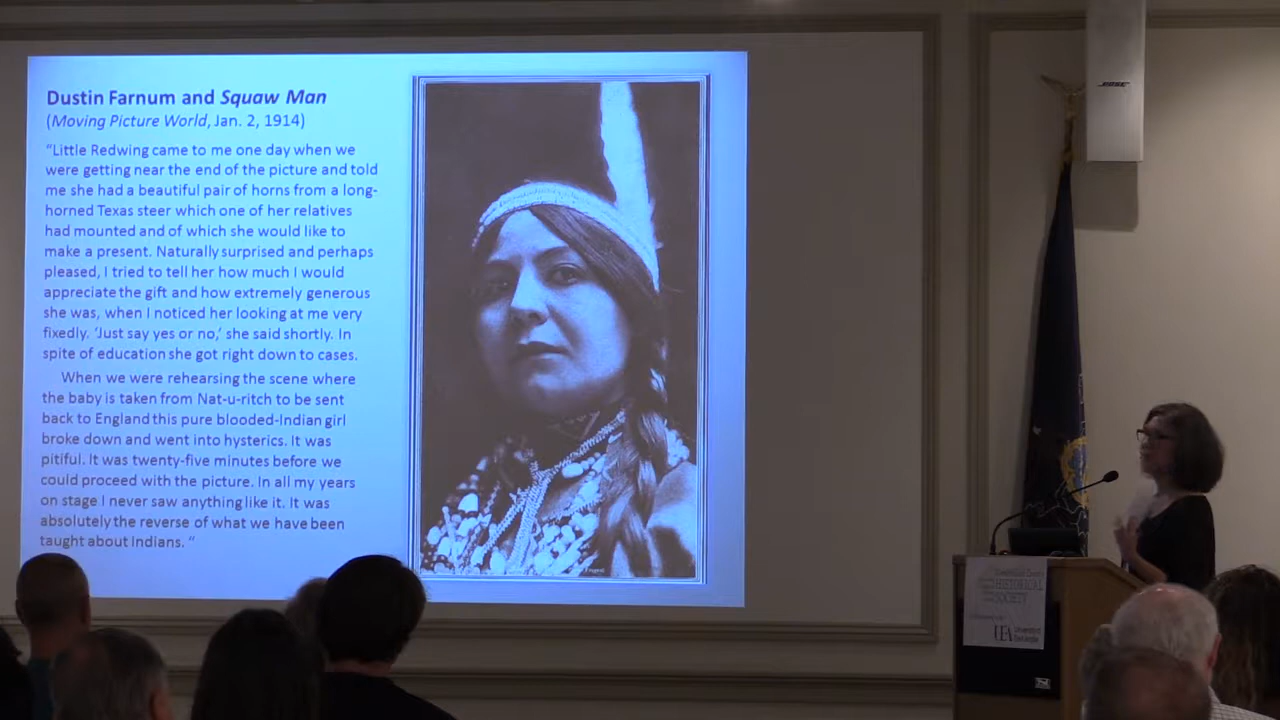 Dustin Farnum and Squaw Man
(Moving Picture World, Jan. 2, 1914)
“Little Redwing came to me one day when we
were getting near the end of the picture and told
me she had a beautiful pair of horns from a long-
horned Texas steer which one of her relatives
had mounted and of which she would like to
make a present. Naturally surprised and perhaps
pleased, I tried to tell her how much I would
appreciate the gift and how extremely generous
she was, when I noticed her looking at me very
fixedly. ‘Just say yes or no,’ she said shortly. In
spite of education she got right down to cases.
When we were rehearsing the scene where
the baby is taken from Nat-u-ritch to be sent
back to England this pure blooded-Indian girl
broke down and went into hysterics. It was
pitiful. It was twenty-five minutes before we
could proceed with the picture. In all my years
on stage I never saw anything like it. It was
absolutely the reverse of what we have been
taught about Indians. “
BOSE
HISTORICAL
SOCIETY
UEA University of
East Anglia